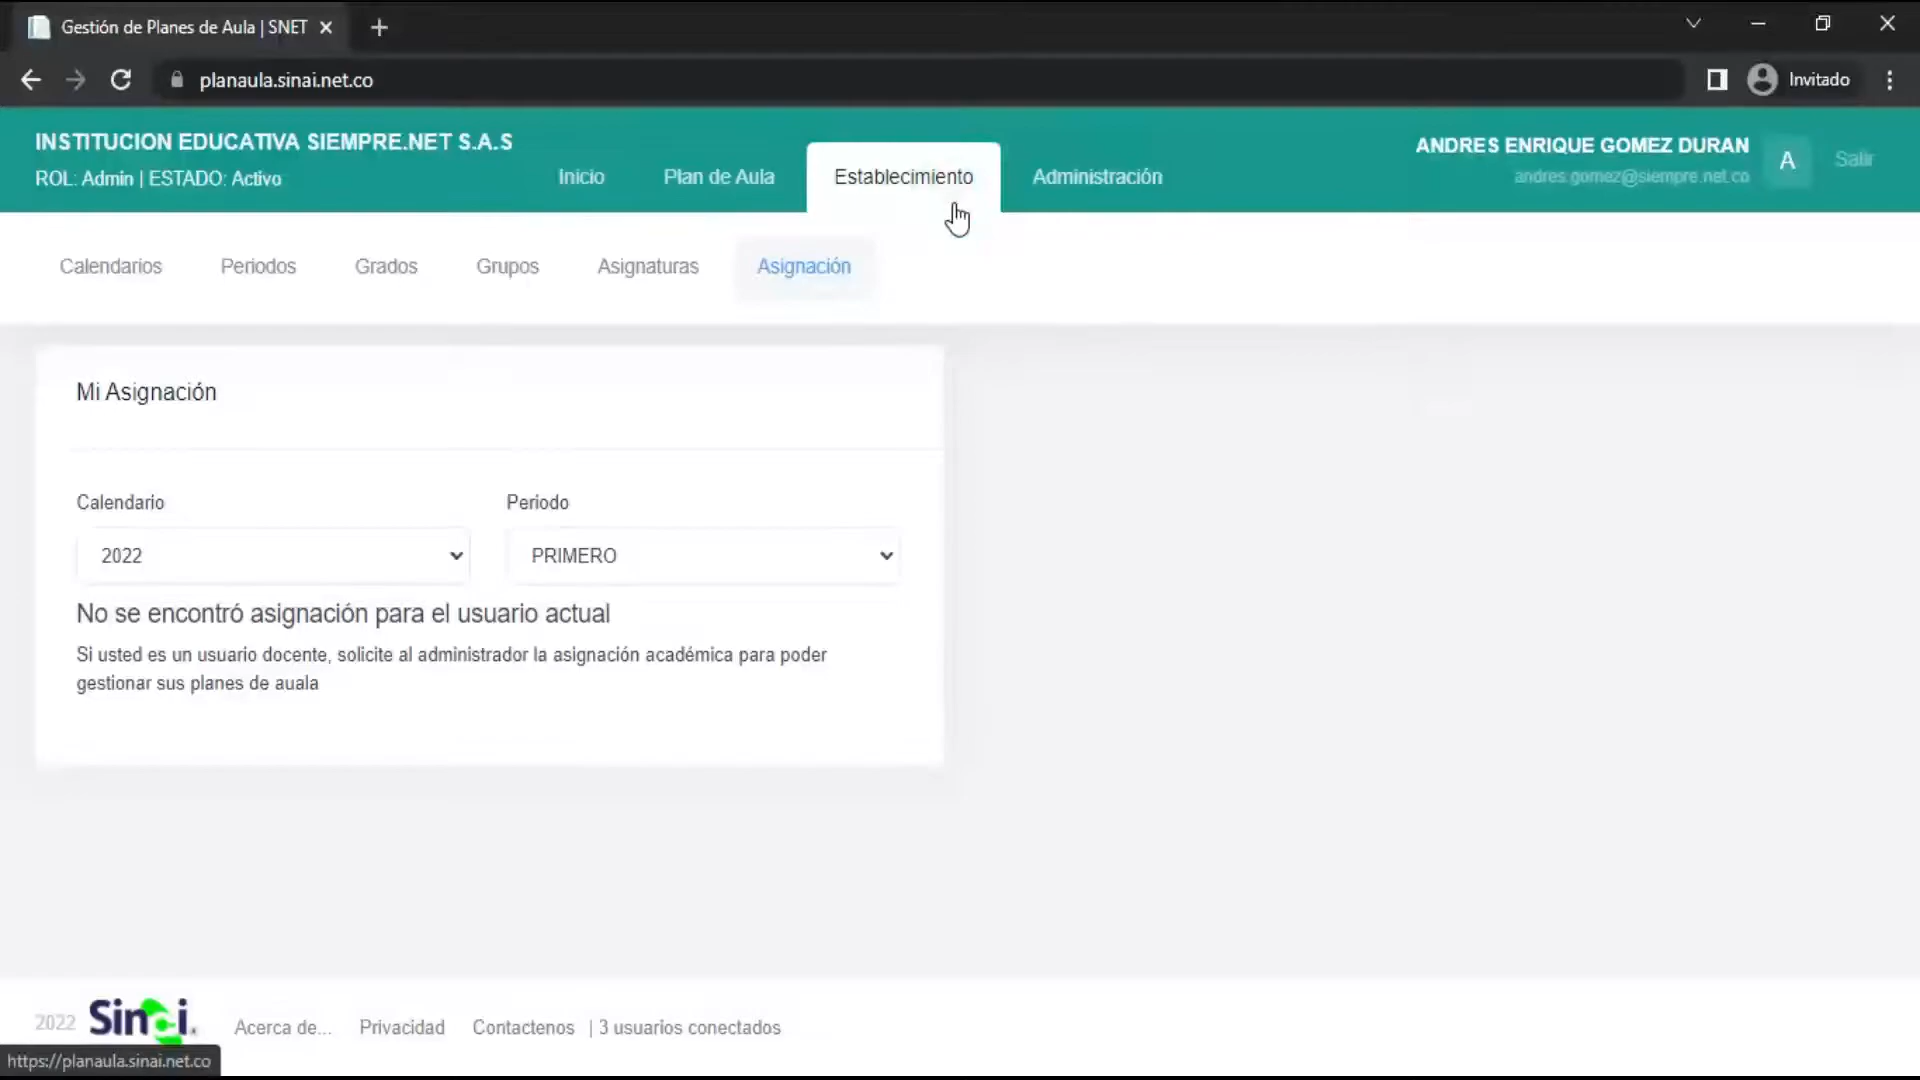 Gestión de Planes de Aula | SNET
planaula.sinai.net.co
Invitado
INSTITUCION EDUCATIVA SIEMPRE.NET S.A.S
ROL: Admin | ESTADO: Activo
Inicio
Plan de Aula
Establecimiento
Administración
ANDRES ENRIQUE GOMEZ DURAN
andres.gomez@siempre.net.co
A
Salir
Calendarios
Periodos
Grados
Grupos
Asignaturas
Asignación
Mi Asignación
Calendario
Periodo
2022
PRIMERO
No se encontró asignación para el usuario actual
Si usted es un usuario docente, solicite al administrador la asignación académica para poder
gestionar sus planes de auala
2022
Sinai.
Acerca de...
Privacidad
Contactenos
| 3 usuarios conectados
https://planaula.sinai.net.co